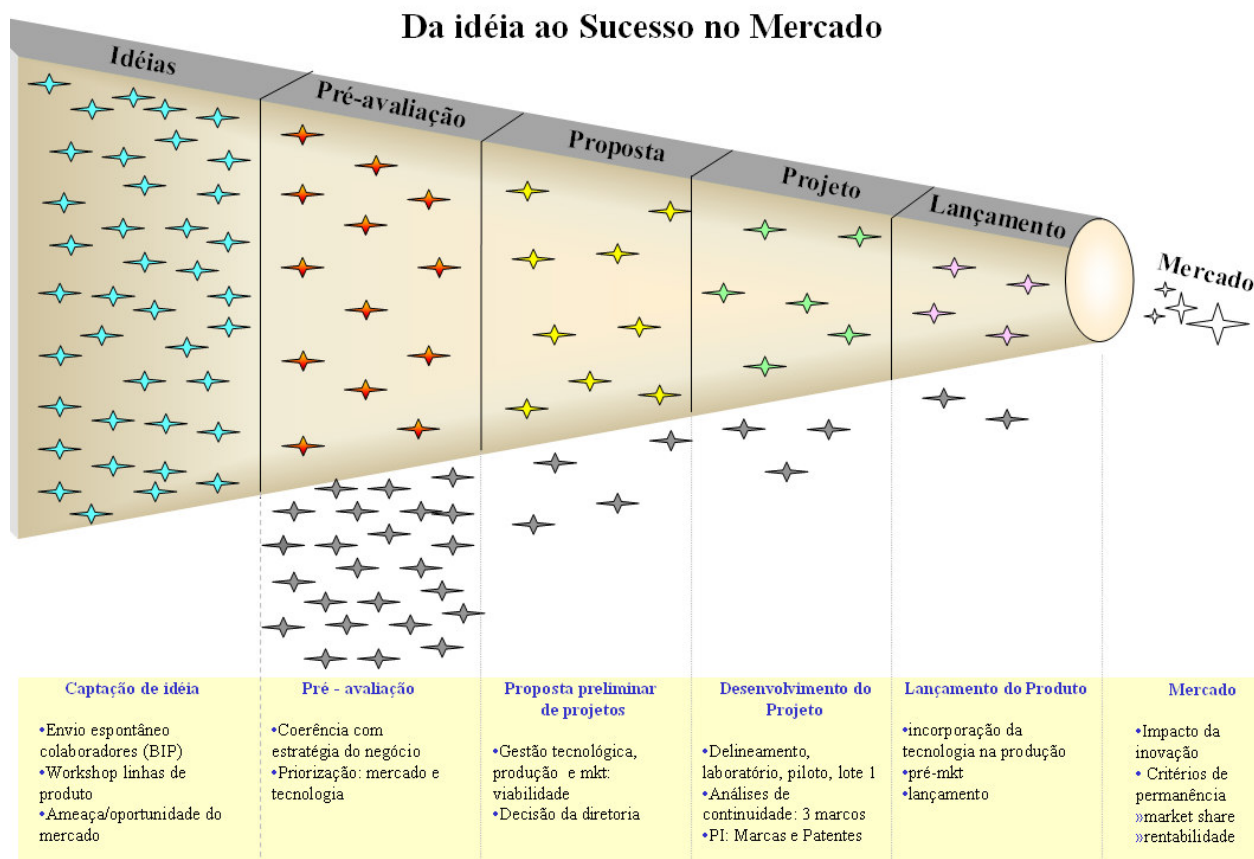 Da idéia ao Sucesso no Mercado
Idéias
Pré-avaliação
Proposta
Projeto
Lançamento
Mercado
Captação de idéia
•Envio espontâneo
colaboradores (BIP)
•Workshop linhas de
produto
•Ameaça/oportunidade do
mercado
Pré - avaliação
•Coerência com
estratégia do negócio
•Priorização: mercado e
tecnologia
Proposta preliminar
de projetos
•Gestão tecnológica,
produção e mkt:
viabilidade
•Decisão da diretoria
Desenvolvimento do
Projeto
•Delineamento,
laboratório, piloto, lote 1
•Análises de
continuidade: 3 marcos
•PI: Marcas e Patentes
Lançamento do Produto
•incorporação da
tecnologia na produção
•pré-mkt
•lançamento
Mercado
•Impacto da
inovação
• Critérios de
permanência
»market share
»rentabilidade